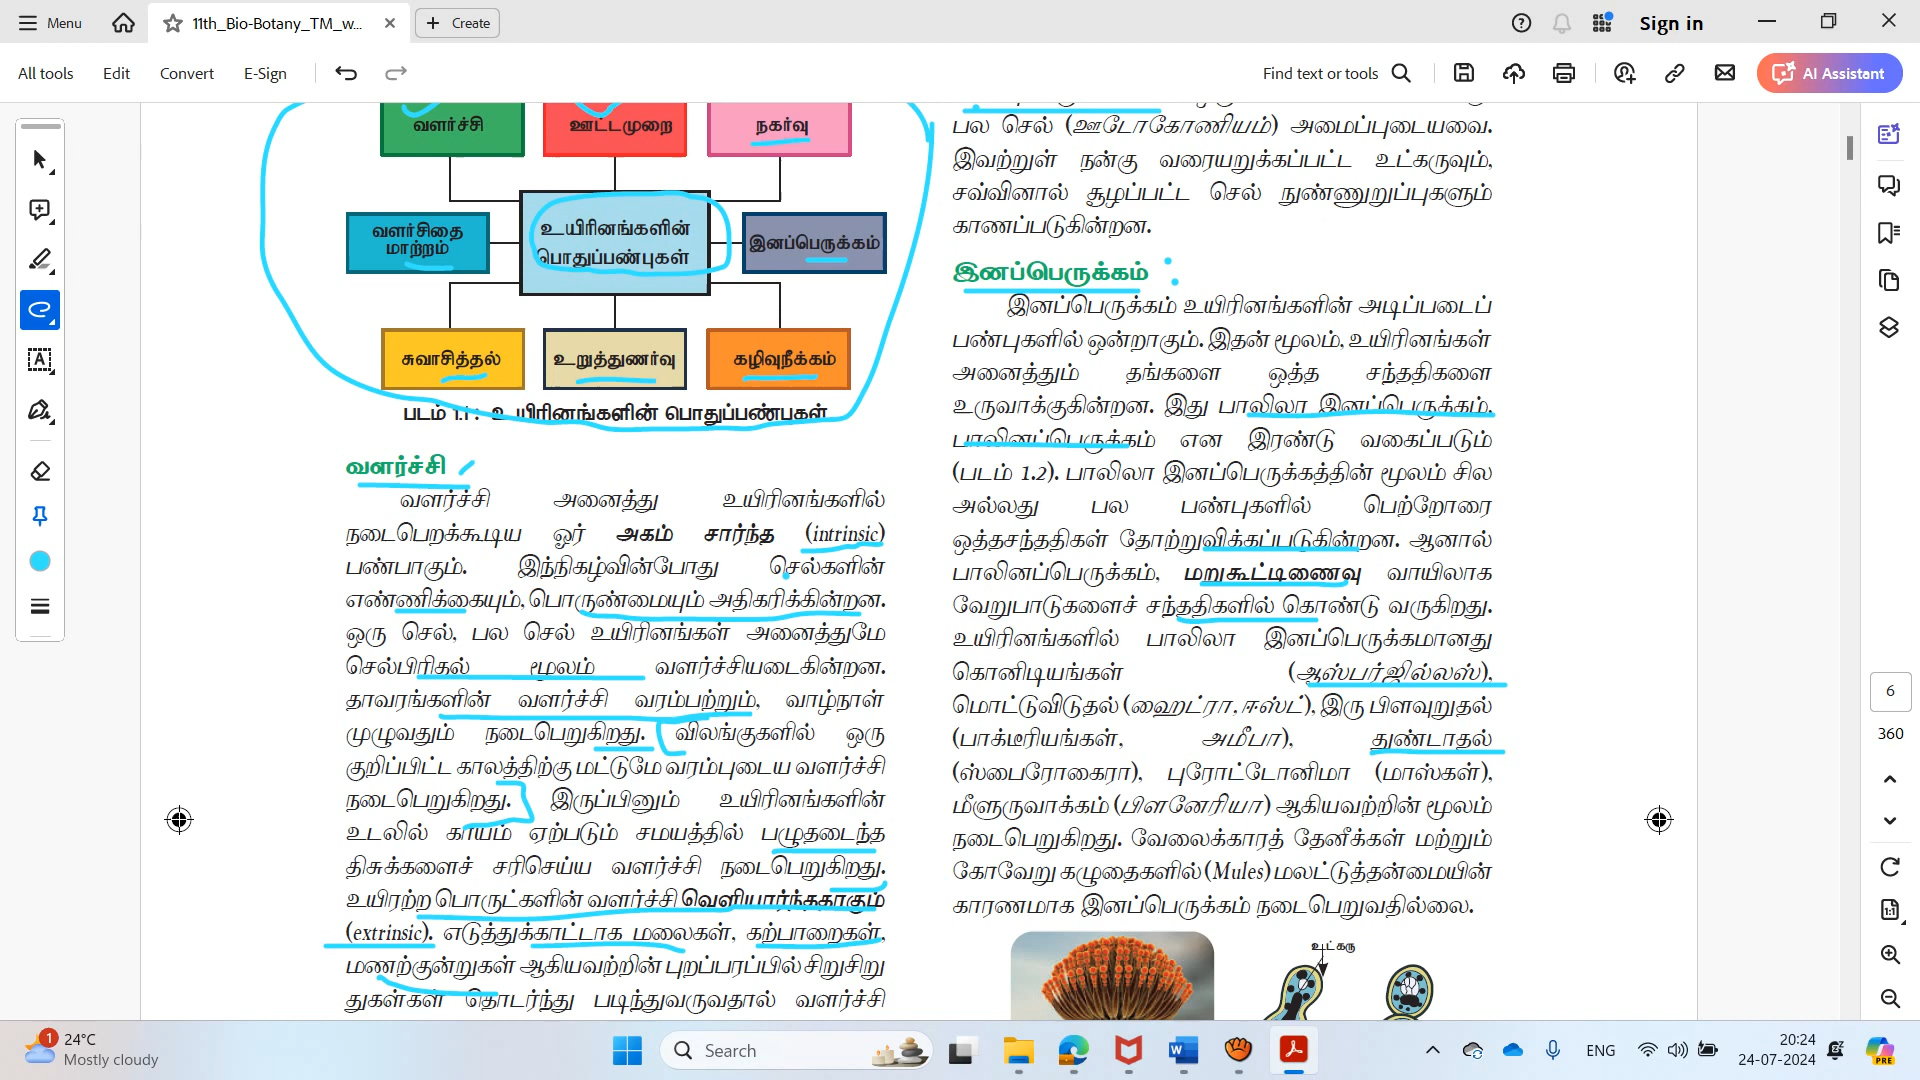 Menu
11th_Bio-Botany_TM_w...
Create
Sign in
All tools
Edit
Convert
E-Sign
Find text or tools
AI Assistant
வளர்ச்சி
ஊட்டமுறை
நகர்வு
வளர்சிதை
மாற்றம்
உயிரினங்களின்
பொதுப்பண்புகள்
இனப்பெருக்கம்
சுவாசித்தல்
உறுத்துணர்வு
கழிவுநீக்கம்
படம் 1.1 : உயிரினங்களின் பொதுப்பண்புகள்
வளர்ச்சி
வளர்ச்சி அனைத்து உயிரினங்களில்
நடைபெறக்கூடிய ஓர் அகம் சார்ந்த (intrinsic)
பண்பாகும். இந்நிகழ்வின்போது செல்களின்
எண்ணிக்கையும், பொருண்மையும் அதிகரிக்கின்றன.
ஒரு செல், பல செல் உயிரினங்கள் அனைத்துமே
செல்பிரிதல் மூலம் வளர்ச்சியடைகின்றன.
தாவரங்களின் வளர்ச்சி வரம்பற்றும், வாழ்நாள்
முழுவதும் நடைபெறுகிறது. விலங்குகளில் ஒரு
குறிப்பிட்ட காலத்திற்கு மட்டுமே வரம்புடைய வளர்ச்சி
நடைபெறுகிறது. இருப்பினும் உயிரினங்களின்
உடலில் காயம் ஏற்படும் சமயத்தில் பழுதடைந்த
திசுக்களைச் சரிசெய்ய வளர்ச்சி நடைபெறுகிறது.
உயிரற்ற பொருட்களின் வளர்ச்சி வெளியார்ந்ததாகும்
(extrinsic). எடுத்துக்காட்டாக மலைகள், கற்பாறைகள்,
மணற்குன்றுகள் ஆகியவற்றின் புறப்பரப்பில் சிறுசிறு
துகள்கள் தொடர்ந்து படிந்துவருவதால் வளர்ச்சி
பல செல் (ஊடோகோணியம்) அமைப்புடையவை.
இவற்றுள் நன்கு வரையறுக்கப்பட்ட உட்கருவும்,
சவ்வினால் சூழப்பட்ட செல் நுண்ணுறுப்புகளும்
காணப்படுகின்றன.
இனப்பெருக்கம்
இனப்பெருக்கம் உயிரினங்களின் அடிப்படைப்
பண்புகளில் ஒன்றாகும். இதன் மூலம், உயிரினங்கள்
அனைத்தும் தங்களை ஒத்த சந்ததிகளை
உருவாக்குகின்றன. இது பாலிலா இனப்பெருக்கம்,
பாலினப்பெருக்கம் என இரண்டு வகைப்படும்
(படம் 1.2). பாலிலா இனப்பெருக்கத்தின் மூலம் சில
அல்லது பல பண்புகளில் பெற்றோரை
ஒத்தசந்ததிகள் தோற்றுவிக்கப்படுகின்றன. ஆனால்
பாலினப்பெருக்கம், மறுகூட்டிணைவு வாயிலாக
வேறுபாடுகளைச் சந்ததிகளில் கொண்டு வருகிறது.
உயிரினங்களில் பாலிலா இனப்பெருக்கமானது
கொனிடியங்கள் (ஆஸ்பர்ஜில்லஸ்),
மொட்டுவிடுதல் (ஹைட்ரா, ஈஸ்ட்), இரு பிளவுறுதல்
(பாக்டீரியங்கள், அமீபா), துண்டாதல்
(ஸ்பைரோகைரா), புரோட்டோனிமா (மாஸ்கள்),
மீளுருவாக்கம் (பிளனேரியா) ஆகியவற்றின் மூலம்
நடைபெறுகிறது. வேலைக்காரத் தேனீக்கள் மற்றும்
கோவேறு கழுதைகளில் (Mules) மலட்டுத்தன்மையின்
காரணமாக இனப்பெருக்கம் நடைபெறுவதில்லை.
உட்கரு
6
360
1
24°C
Mostly cloudy
Search
ENG
20:24
24-07-2024